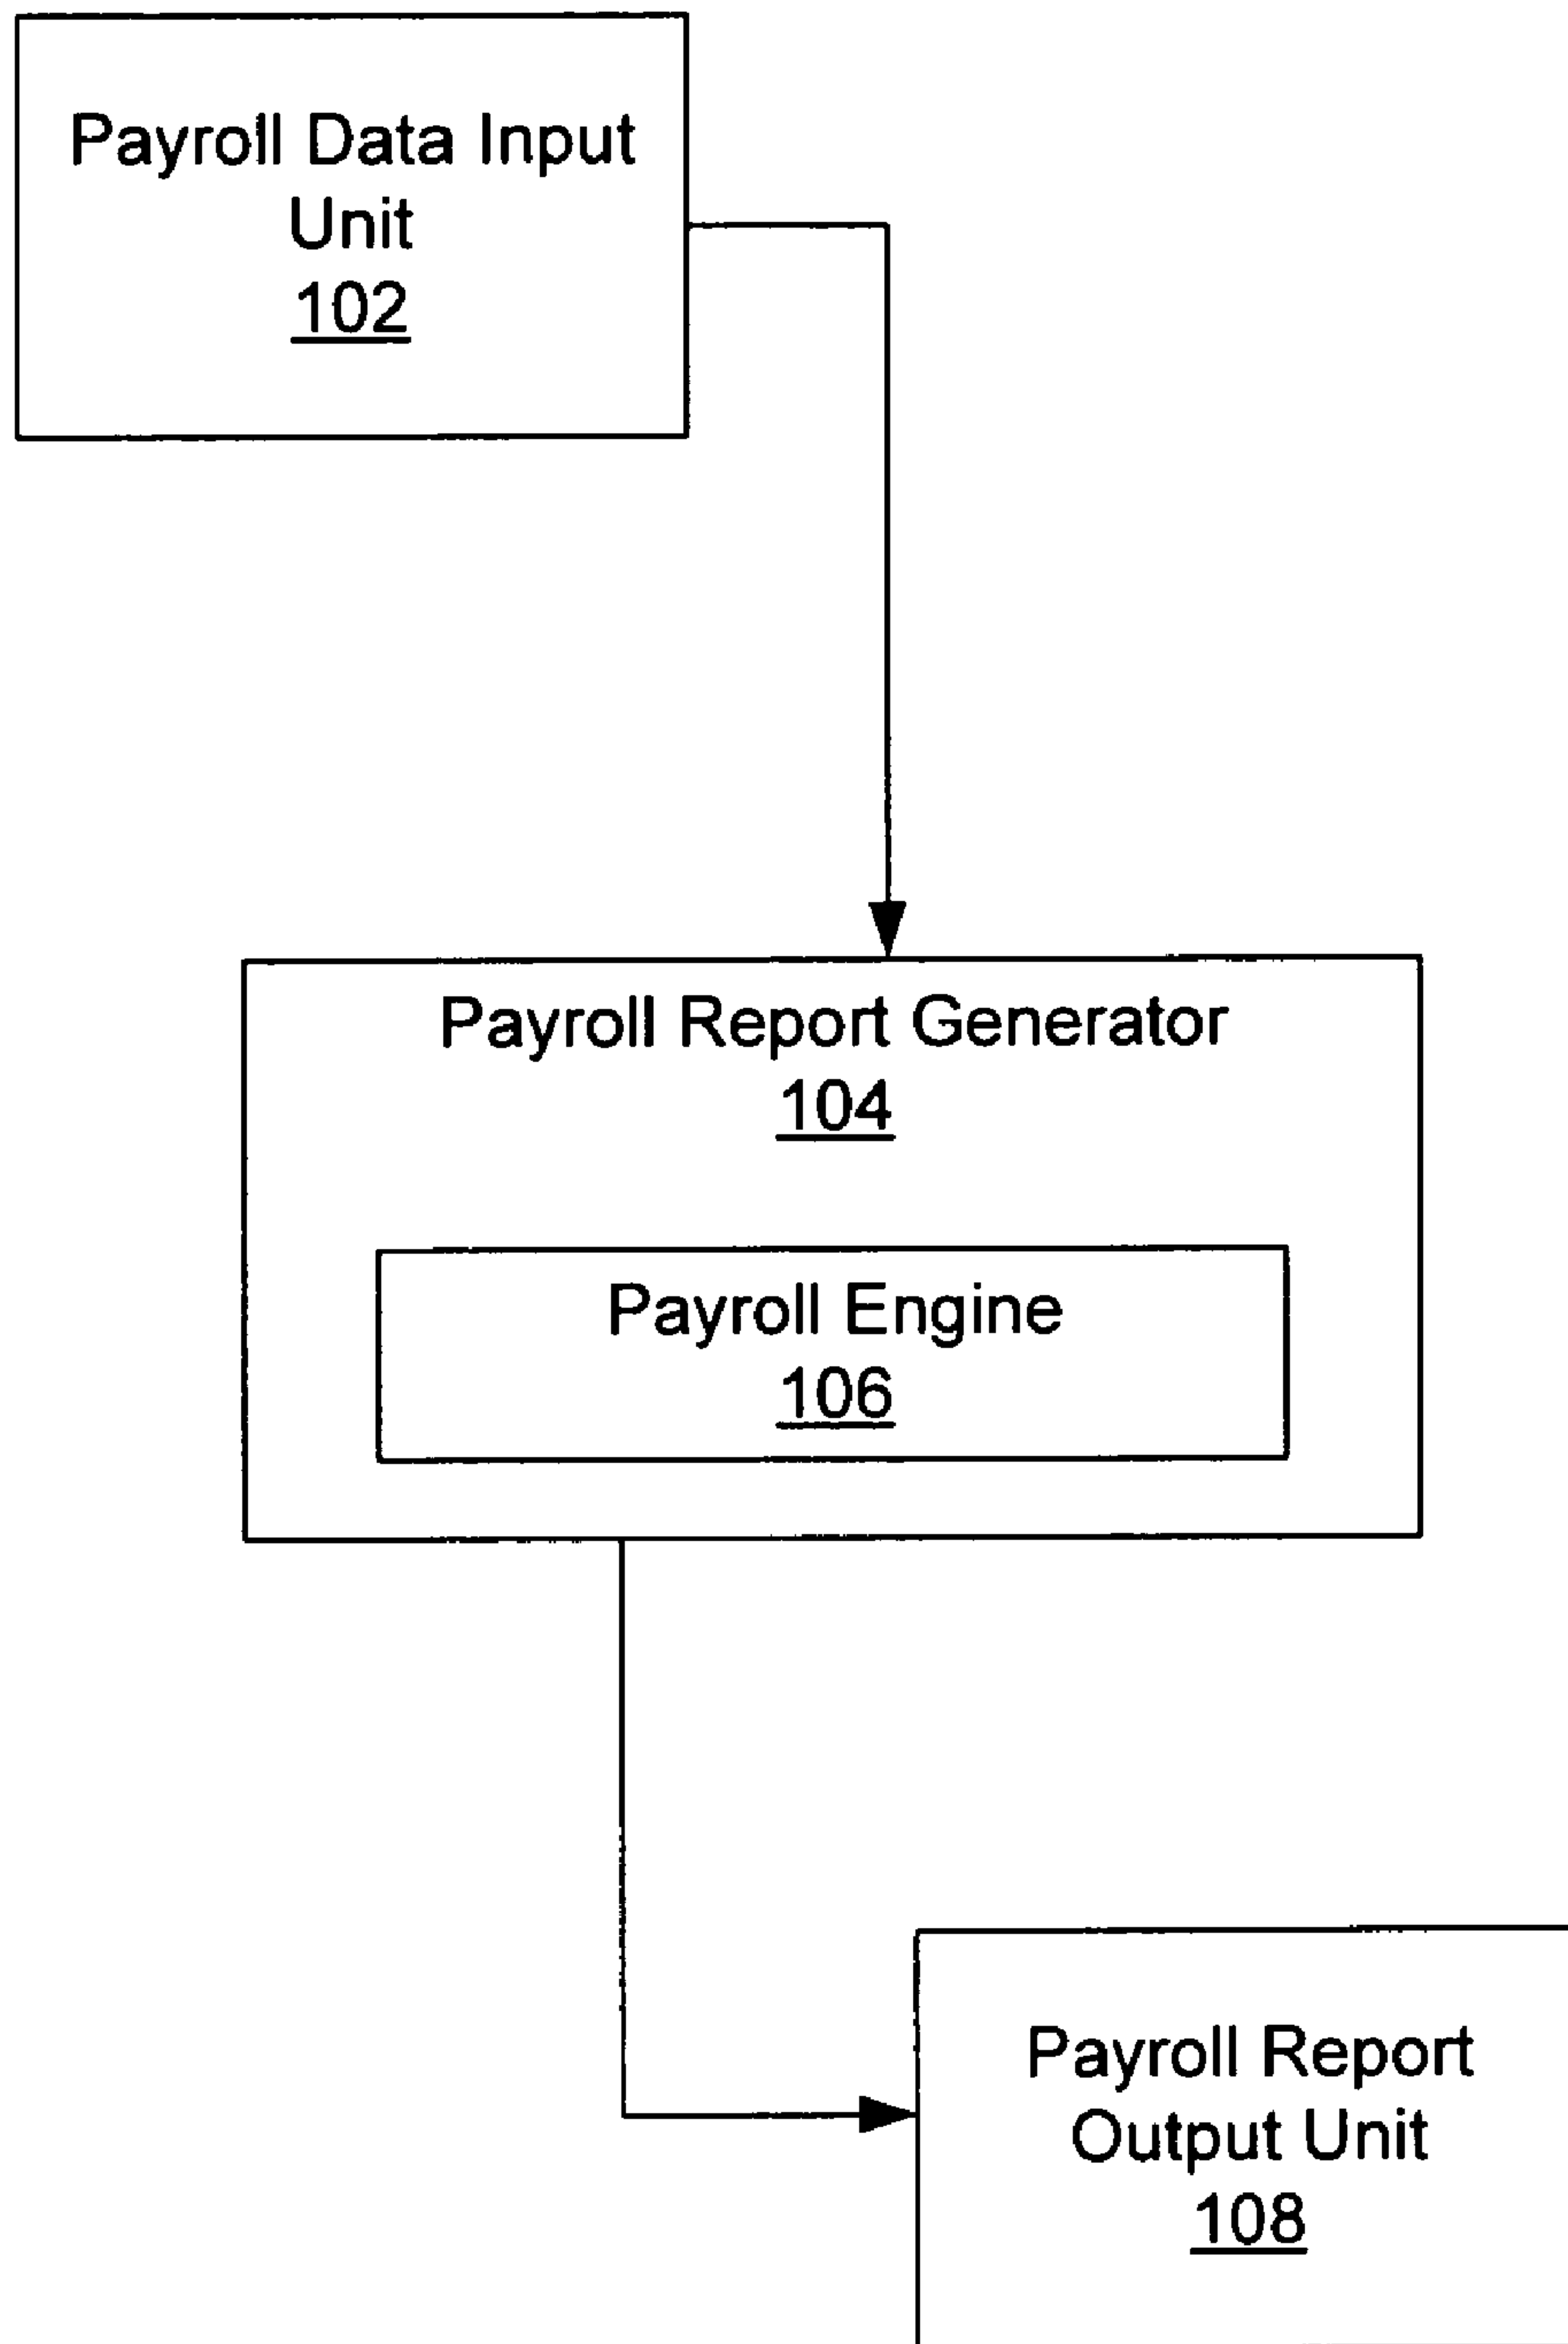 Payroll Data Input
Unit
102
Payroll Report Generator
104
Payroll Engine
106
Payroll Report
Output Unit
108